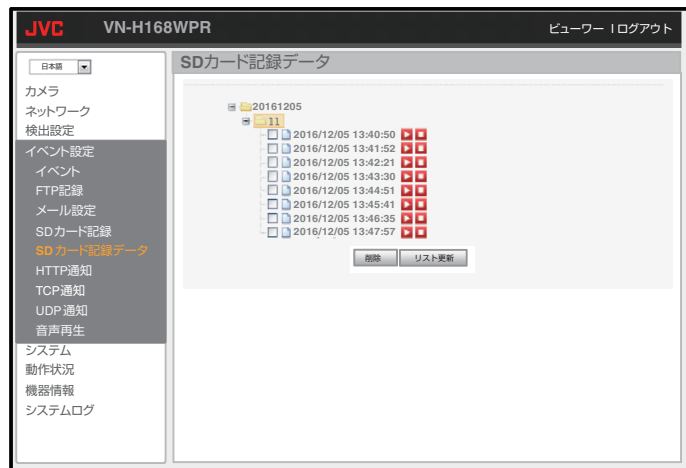 JVC VN-H168WPR ビューワー | ログアウト
日本語
カメラ
ネットワーク
検出設定
イベント設定
イベント
FTP記録
メール設定
SDカード記録
SDカード記録データ
HTTP通知
TCP通知
UDP通知
音声再生
システム
動作状況
機器情報
システムログ
SDカード記録データ
20161205
11
2016/12/05 13:40:50
2016/12/05 13:41:52
2016/12/05 13:42:21
2016/12/05 13:43:30
2016/12/05 13:44:51
2016/12/05 13:45:41
2016/12/05 13:46:35
2016/12/05 13:47:57
削除 リスト更新